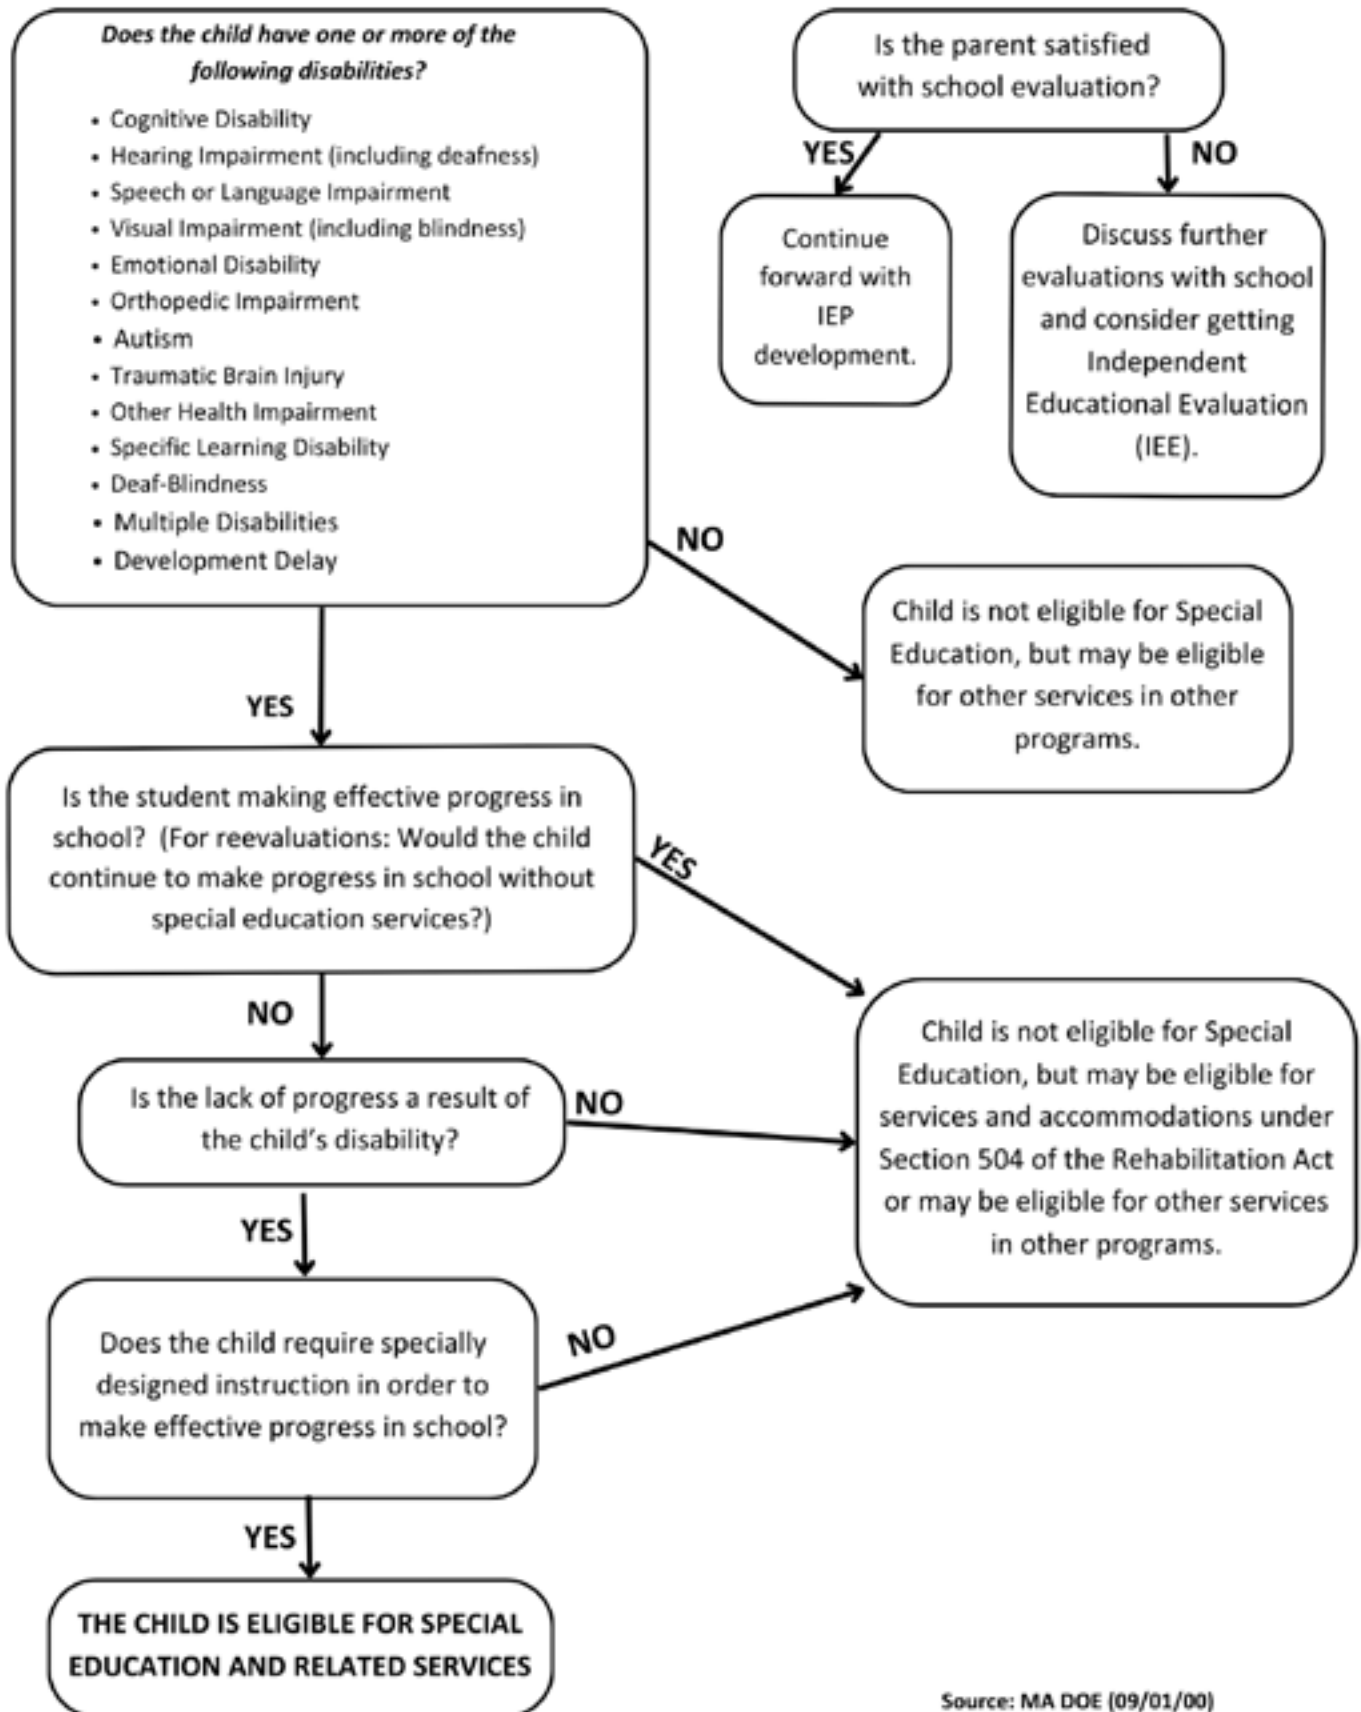 Does the child have one or more of the
following disabilities?
• Cognitive Disability
• Hearing Impairment (including deafness)
• Speech or Language Impairment
• Visual Impairment (including blindness)
• Emotional Disability
• Orthopedic Impairment
• Autism
• Traumatic Brain Injury
• Other Health Impairment
• Specific Learning Disability
• Deaf-Blindness
• Multiple Disabilities
• Development Delay
Is the parent satisfied
with school evaluation?
YES
NO
Continue
forward with
IEP
development.
Discuss further
evaluations with school
and consider getting
Independent
Educational Evaluation
(IEE).
NO
Child is not eligible for Special
Education, but may be eligible
for other services in other
programs.
YES
Is the student making effective progress in
school? (For reevaluations: Would the child
continue to make progress in school without
special education services?)
YES
NO
Is the lack of progress a result of
the child's disability?
NO
Child is not eligible for Special
Education, but may be eligible for
services and accommodations under
Section 504 of the Rehabilitation Act
or may be eligible for other services
in other programs.
YES
Does the child require specially
designed instruction in order to
make effective progress in school?
NO
YES
THE CHILD IS ELIGIBLE FOR SPECIAL
EDUCATION AND RELATED SERVICES
Source: MA DOE (09/01/00)